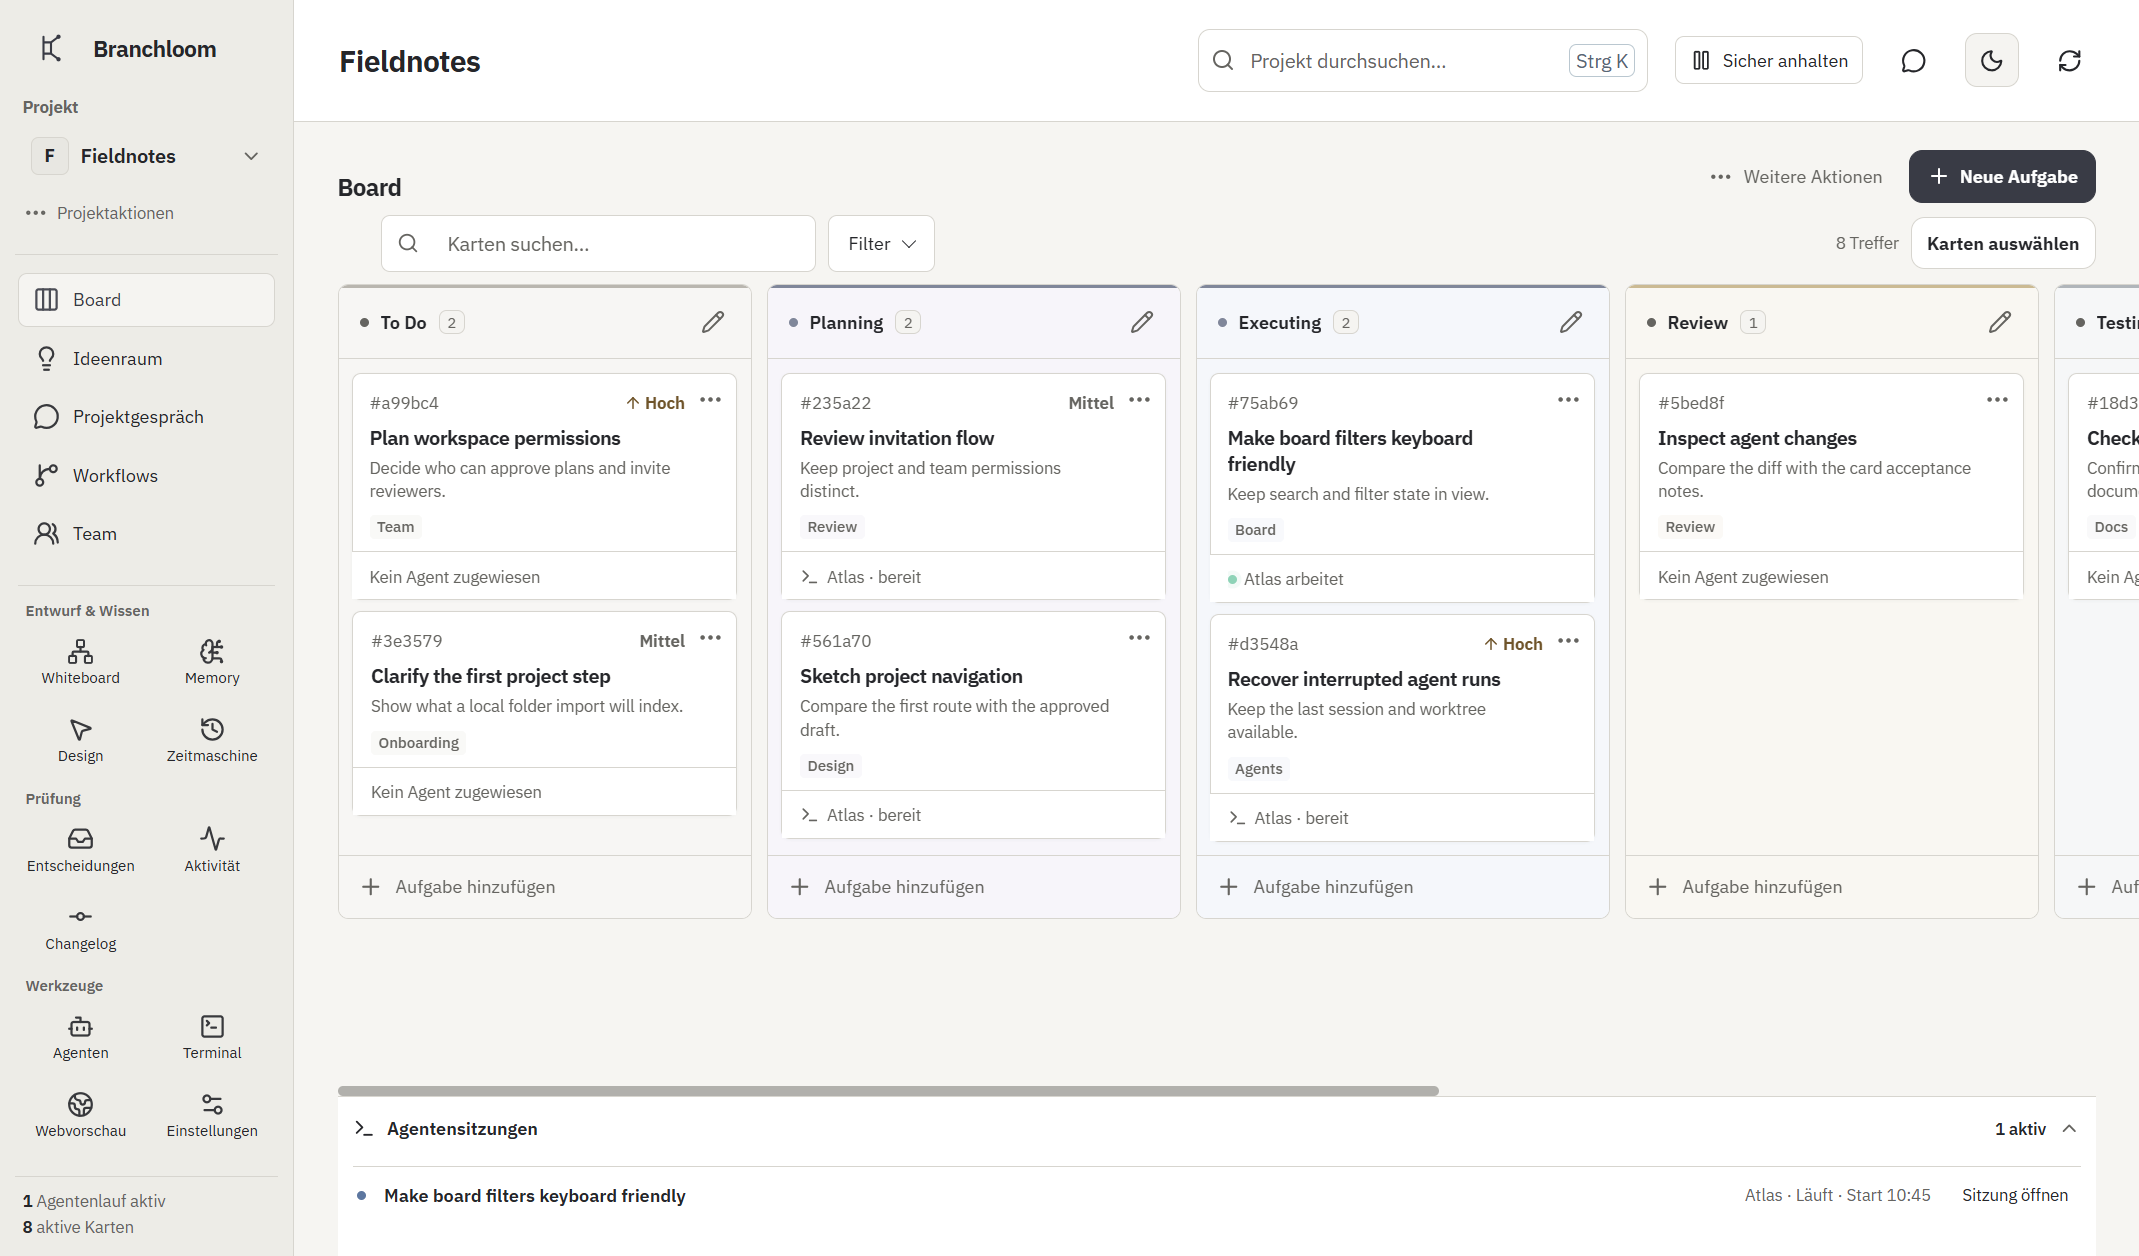 Branchloom
Projekt
F Fieldnotes
Projektaktionen
Board
Ideenraum
Projektgespräch
Workflows
Team
Entwurf & Wissen
Whiteboard Memory
Design Zeitmaschine
Prüfung
Entscheidungen Aktivität
Changelog
Werkzeuge
Agenten Terminal
Webvorschau Einstellungen
1 Agentenlauf aktiv
8 aktive Karten
Fieldnotes
Projekt durchsuchen... Strg K
Sicher anhalten
Board
Weitere Aktionen
Neue Aufgabe
Karten suchen...
Filter
8 Treffer
Karten auswählen
To Do 2
#a99bc4 Hoch
Plan workspace permissions
Decide who can approve plans and invite
reviewers.
Team
Kein Agent zugewiesen
#3e3579 Mittel
Clarify the first project step
Show what a local folder import will index.
Onboarding
Kein Agent zugewiesen
Aufgabe hinzufügen
Planning 2
#235a22 Mittel
Review invitation flow
Keep project and team permissions
distinct.
Review
Atlas · bereit
#561a70
Sketch project navigation
Compare the first route with the approved
draft.
Design
Atlas · bereit
Aufgabe hinzufügen
Executing 2
#75ab69
Make board filters keyboard
friendly
Keep search and filter state in view.
Board
Atlas arbeitet
#d3548a Hoch
Recover interrupted agent runs
Keep the last session and worktree
available.
Agents
Atlas · bereit
Aufgabe hinzufügen
Review 1
#5bed8f
Inspect agent changes
Compare the diff with the card acceptance
notes.
Review
Kein Agent zugewiesen
Aufgabe hinzufügen
#18d3
Check
Docs
Kein
Agentensitzungen
1 aktiv
Make board filters keyboard friendly
Atlas · Läuft · Start 10:45
Sitzung öffnen